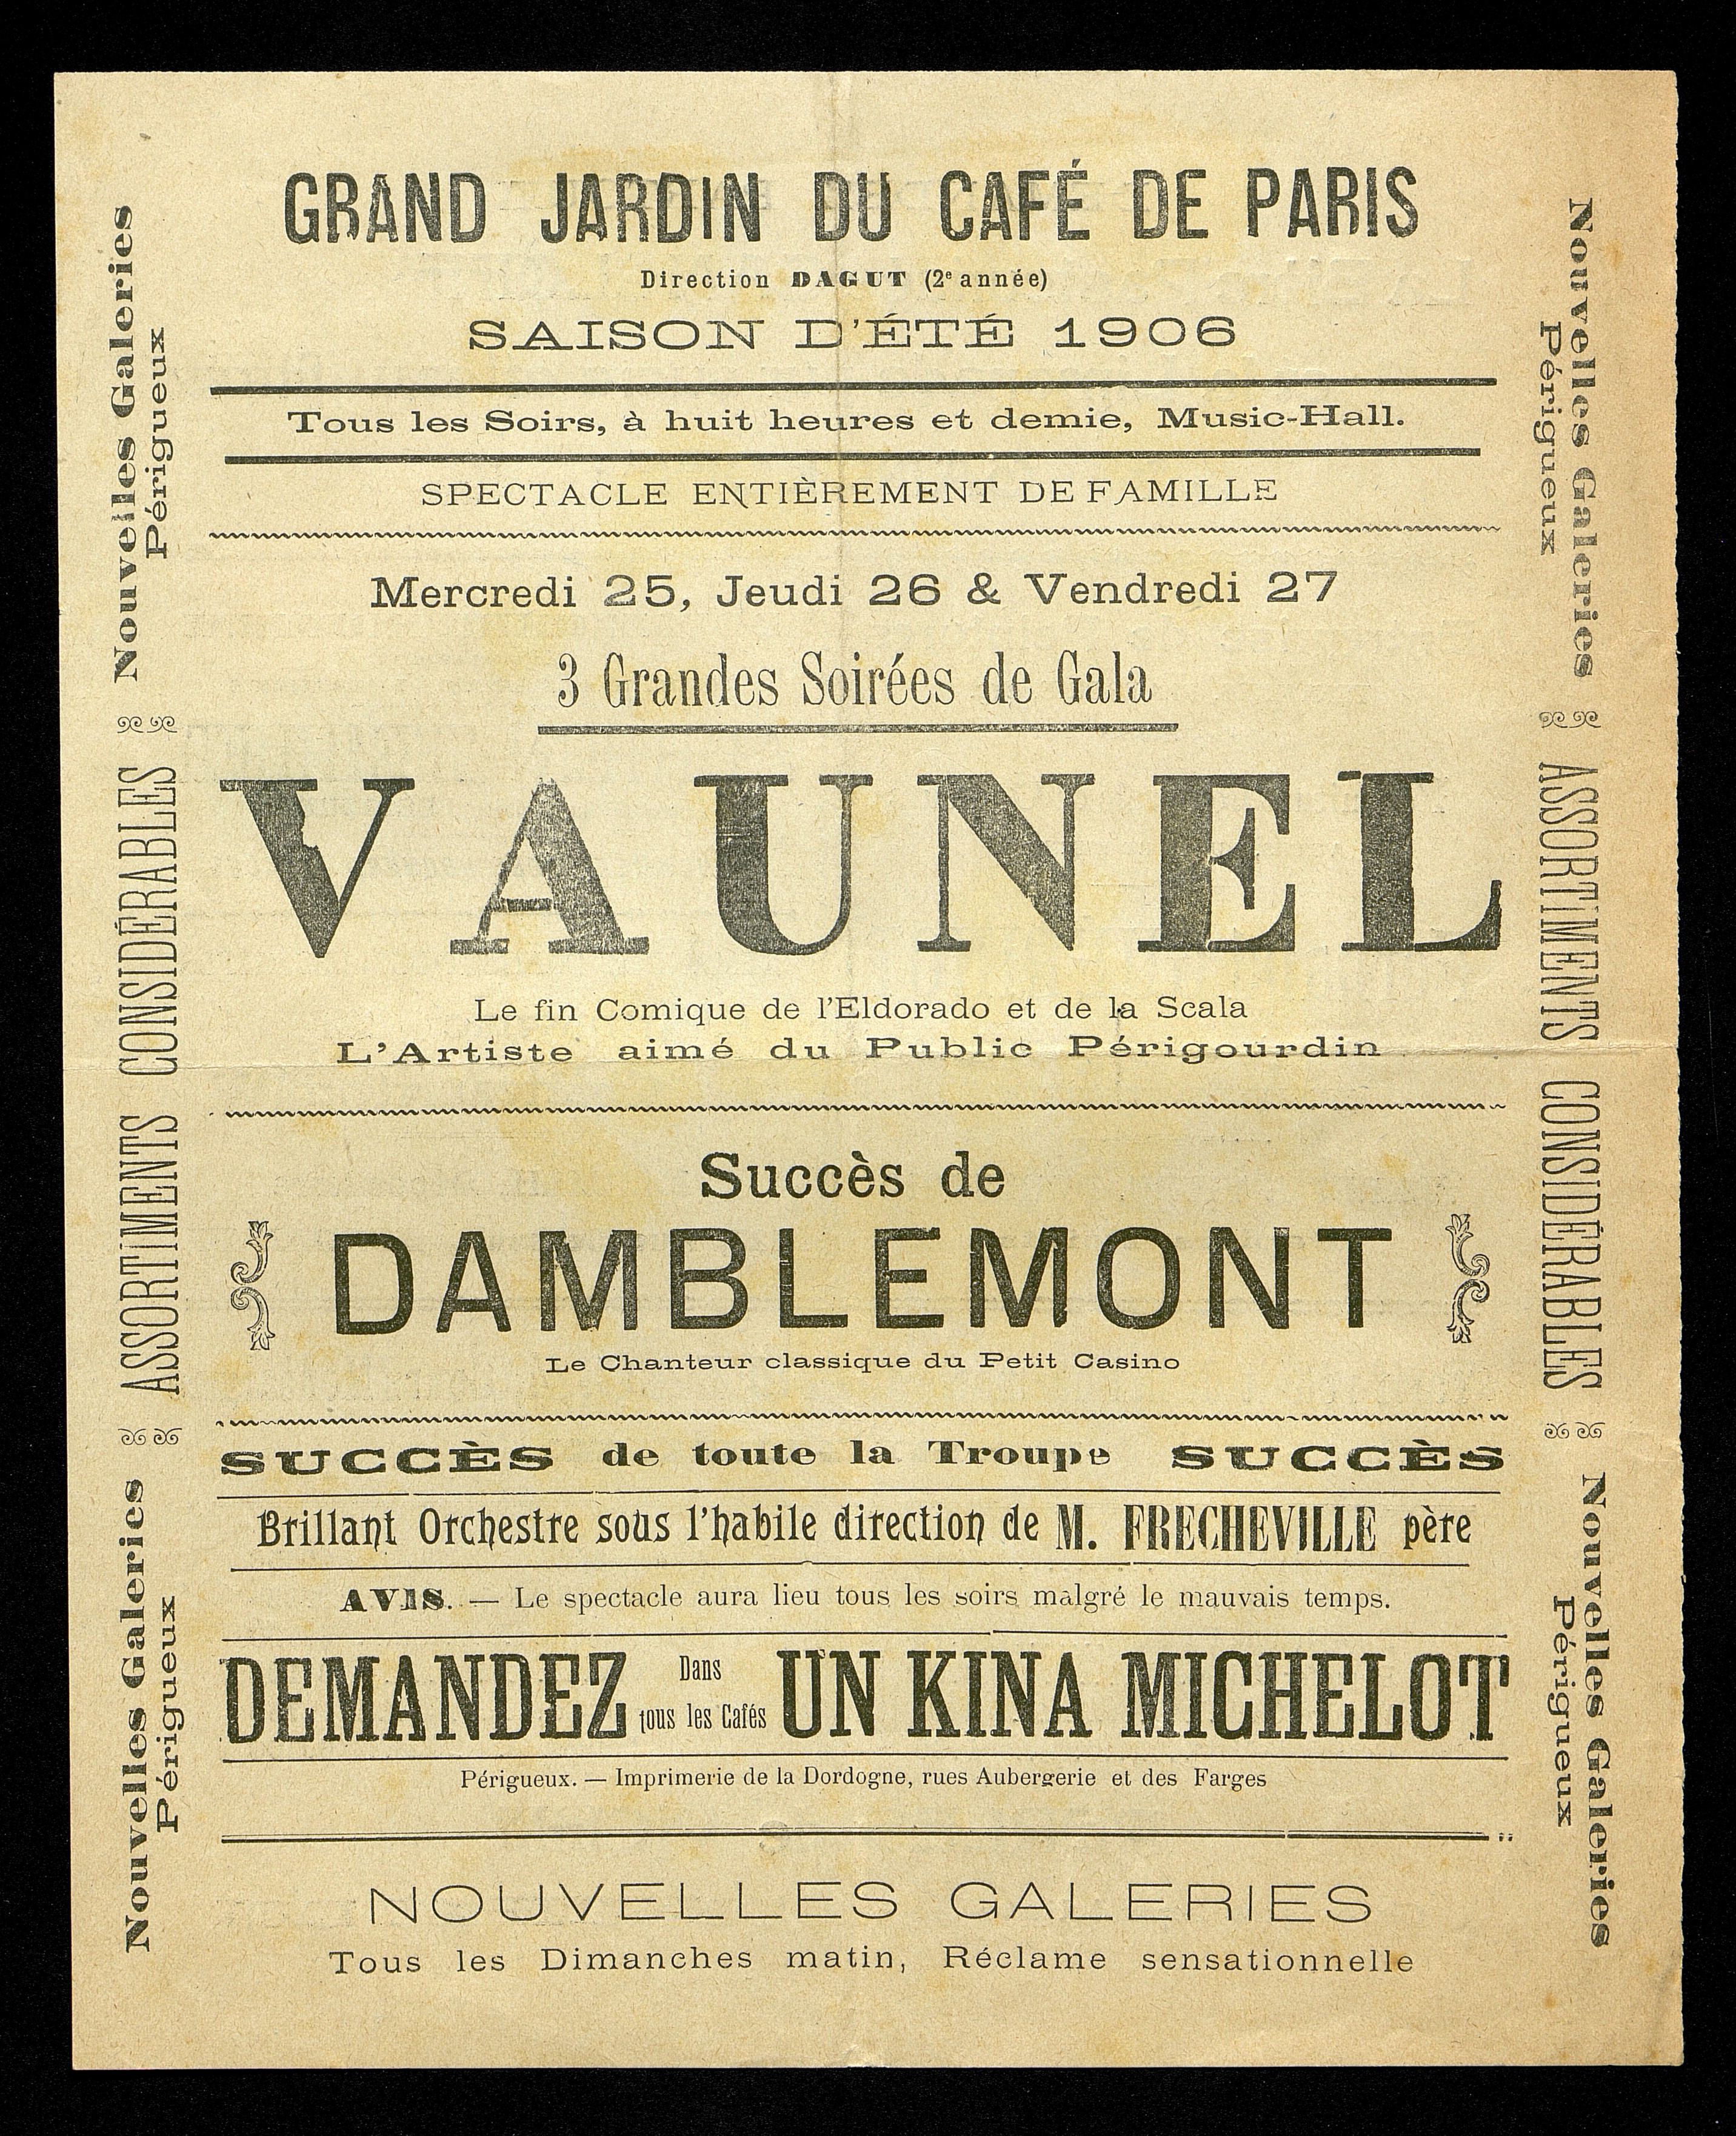 GRAND JARDIN DU CAFÉ DE PARIS
Direction DAGUT (2e année)
SAISON D'ÉTÉ 1906
Tous les Soirs, à huit heures et demie, Music-Hall.
SPECTACLE ENTIÈREMENT DE FAMILLE
Mercredi 25, Jeudi 26 & Vendredi 27
3 Grandes Soirées de Gala
VAUNEL
Le fin Comique de l'Eldorado et de la Scala
L'Artiste aimé du Public Périgourdin
Succès de
DAMBLEMONT
Le Chanteur classique du Petit Casino
SUCCÈS de toute la Troupe SUCCÈS
Brillant Orchestre sous l'habile direction de M. FRECHEVILLE père
AVIS. — Le spectacle aura lieu tous les soirs malgré le mauvais temps.
DEMANDEZ Dans tous les Cafés UN KINA MICHELOT
Périgueux. — Imprimerie de la Dordogne, rues Aubergerie et des Farges
NOUVELLES GALERIES
Tous les Dimanches matin, Réclame sensationnelle
Nouvelles Galeries
Périgueux
ASSORTIMENTS CONSIDÉRABLES
Nouvelles Galeries
Périgueux
Nouvelles Galeries
Périgueux
ASSORTIMENTS CONSIDÉRABLES
Nouvelles Galeries
Périgueux